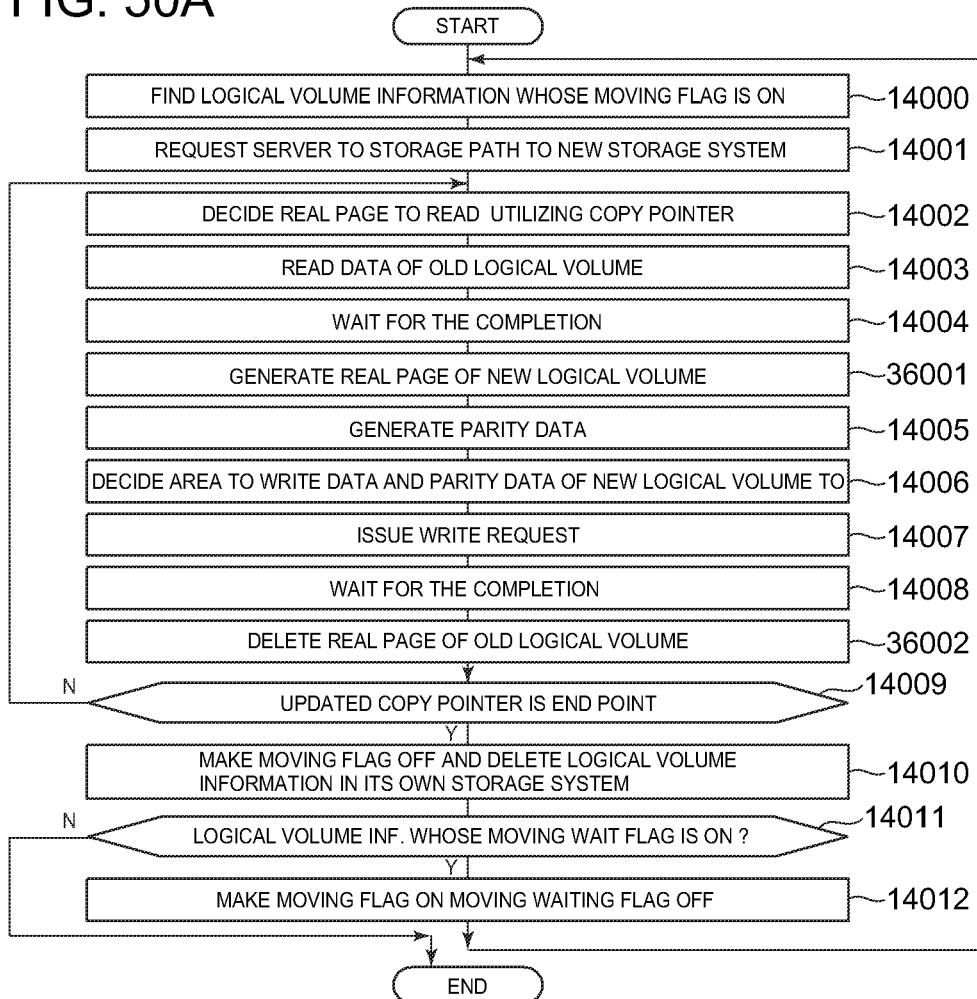 FIG. 30A
START
FIND LOGICAL VOLUME INFORMATION WHOSE MOVING FLAG IS ON
14000
REQUEST SERVER TO STORAGE PATH TO NEW STORAGE SYSTEM
14001
DECIDE REAL PAGE TO READ UTILIZING COPY POINTER
14002
READ DATA OF OLD LOGICAL VOLUME
14003
WAIT FOR THE COMPLETION
14004
GENERATE REAL PAGE OF NEW LOGICAL VOLUME
36001
GENERATE PARITY DATA
14005
DECIDE AREA TO WRITE DATA AND PARITY DATA OF NEW LOGICAL VOLUME TO
14006
ISSUE WRITE REQUEST
14007
WAIT FOR THE COMPLETION
14008
DELETE REAL PAGE OF OLD LOGICAL VOLUME
36002
N
UPDATED COPY POINTER IS END POINT
14009
Y
MAKE MOVING FLAG OFF AND DELETE LOGICAL VOLUME
INFORMATION IN ITS OWN STORAGE SYSTEM
14010
N
LOGICAL VOLUME INF. WHOSE MOVING WAIT FLAG IS ON ?
14011
Y
MAKE MOVING FLAG ON MOVING WAITING FLAG OFF
14012
END